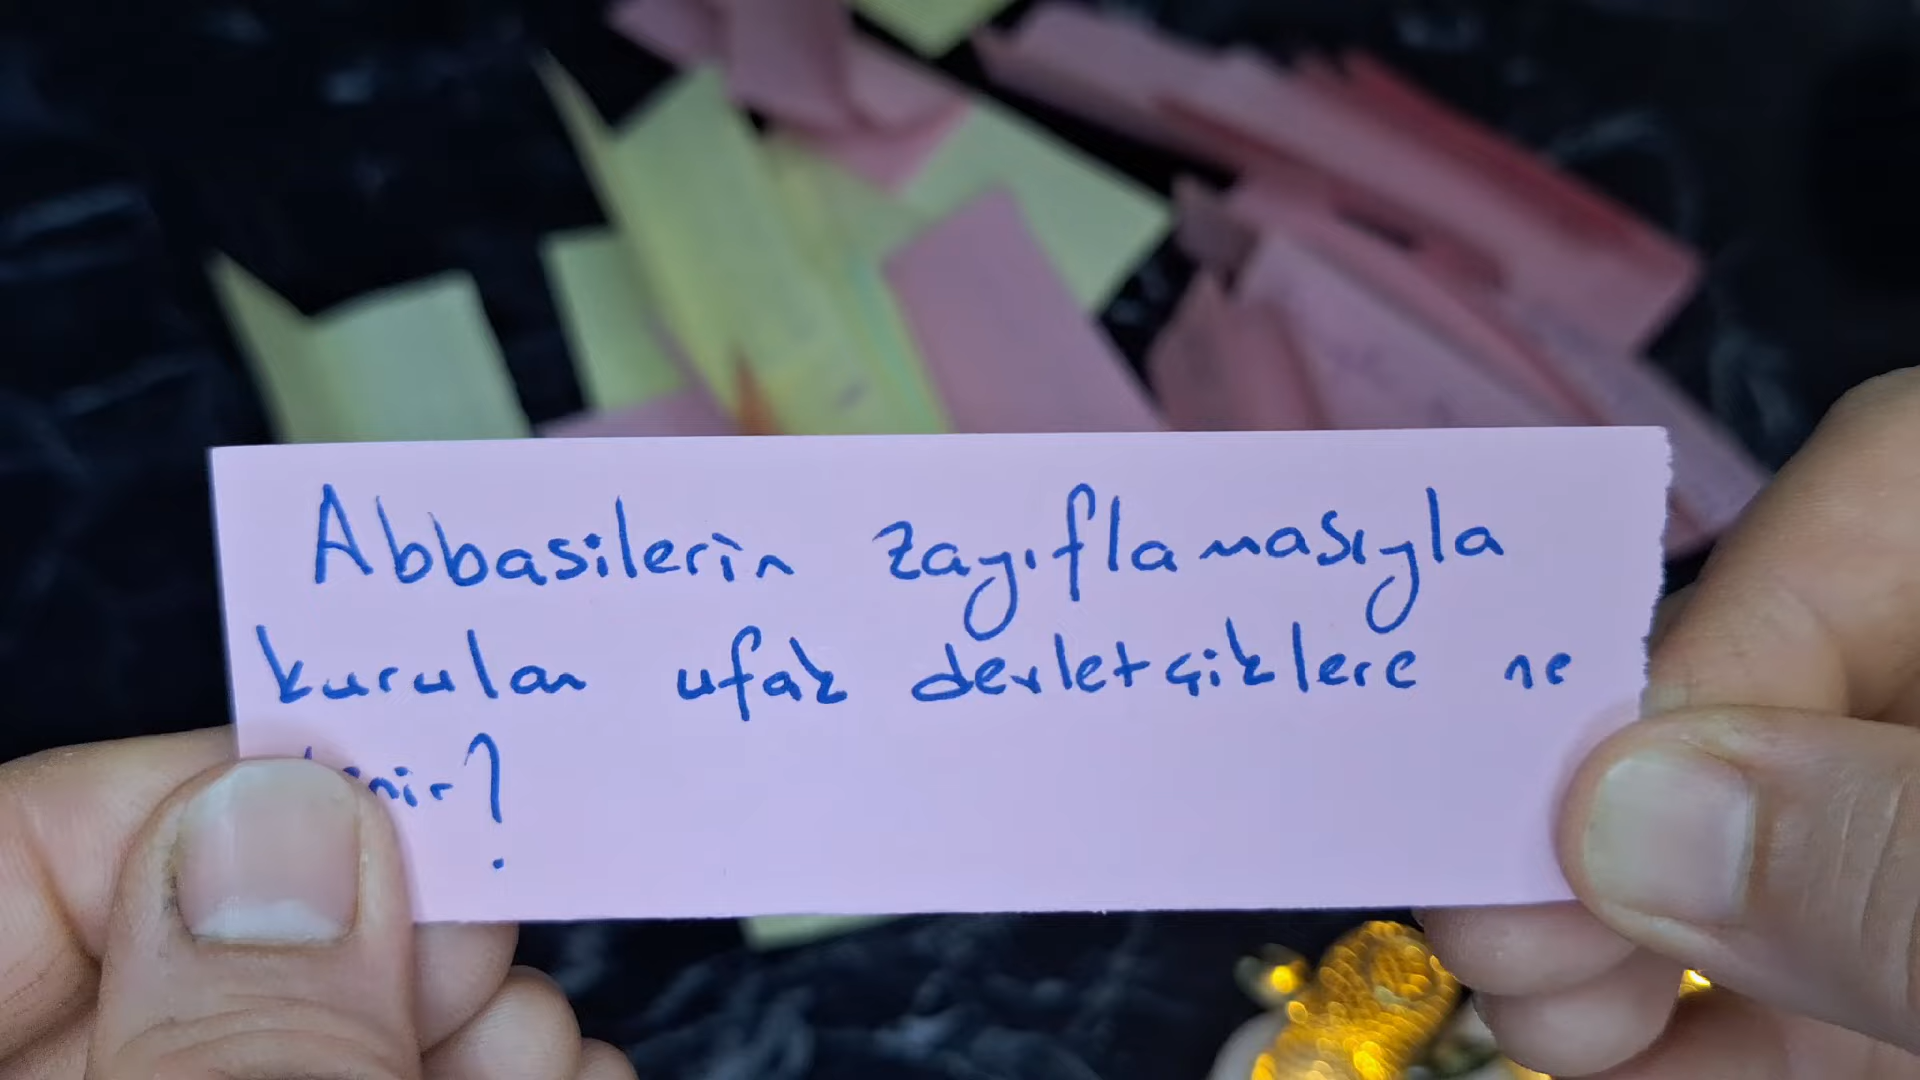 Abbasilerin zayıflamasıyla
kurulan ufak devletçiklere ne